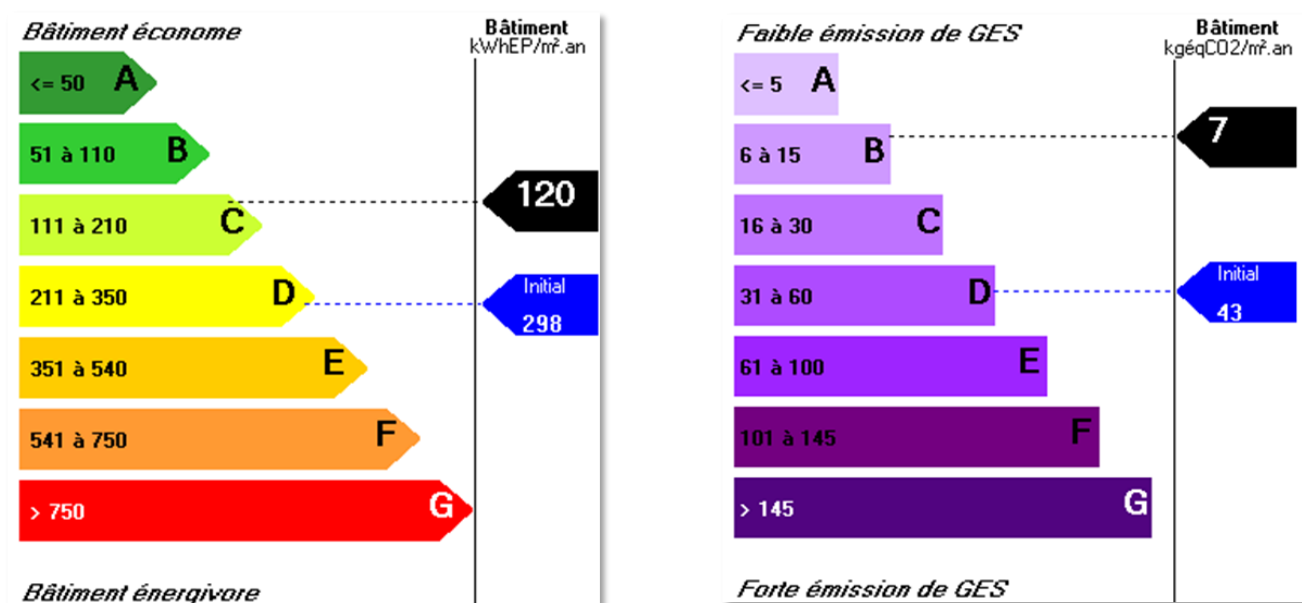 Bâtiment économe
Bâtiment
kWhEP/m².an
<= 50 A
51 à 110 B
120
111 à 210 C
211 à 350 D
Initial
298
351 à 540 E
541 à 750 F
> 750 G
Bâtiment énergivore
Faible émission de GES
Bâtiment
kgéqCO2/m².an
<= 5 A
7
6 à 15 B
16 à 30 C
31 à 60 D
Initial
43
61 à 100 E
101 à 145 F
> 145 G
Forte émission de GES